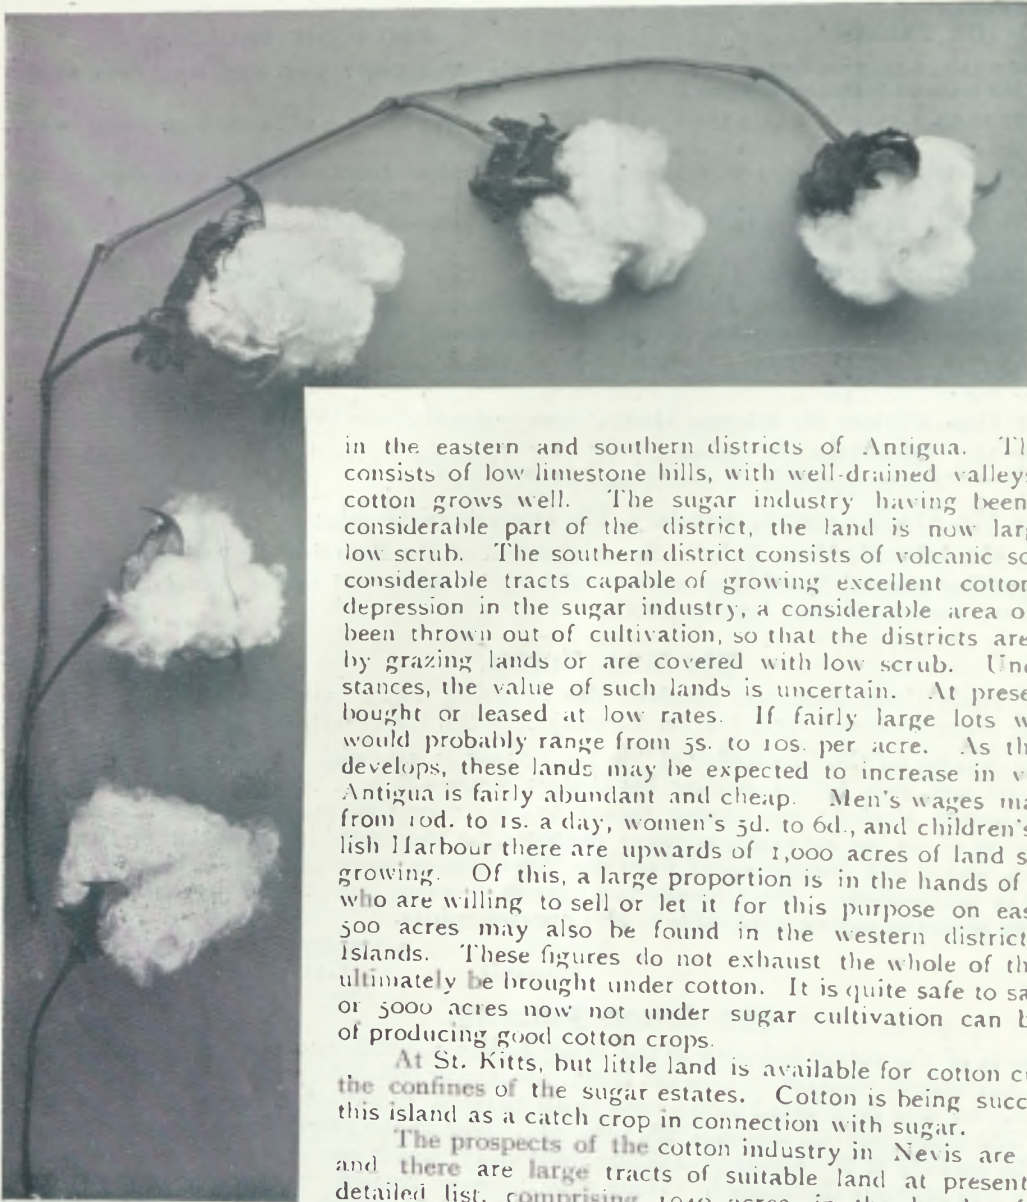 in the eastern and southern districts of Antigua. Th
consists of low limestone hills, with well-drained valleys
cotton grows well. The sugar industry having been
considerable part of the district, the land is now larg
low scrub. The southern district consists of volcanic so
considerable tracts capable of growing excellent cotton
depression in the sugar industry, a considerable area o
been thrown out of cultivation, so that the districts are
by grazing lands or are covered with low scrub. Und
stances, the value of such lands is uncertain. At prese
bought or leased at low rates. If fairly large lots w
would probably range from 5s. to 10s. per acre. As th
develops, these lands may be expected to increase in v
Antigua is fairly abundant and cheap. Men's wages ma
from 10d. to 1s. a day, women's 5d. to 6d., and children's
lish Harbour there are upwards of 1,000 acres of land s
growing. Of this, a large proportion is in the hands of
who are willing to sell or let it for this purpose on eas
500 acres may also be found in the western district
Islands. These figures do not exhaust the whole of th
ultimately be brought under cotton. It is quite safe to sa
or 5000 acres now not under sugar cultivation can b
of producing good cotton crops.
At St. Kitts, but little land is available for cotton cu
the confines of the sugar estates. Cotton is being succ
this island as a catch crop in connection with sugar.
The prospects of the cotton industry in Nevis are
and there are large tracts of suitable land at present
detailed list, comprising